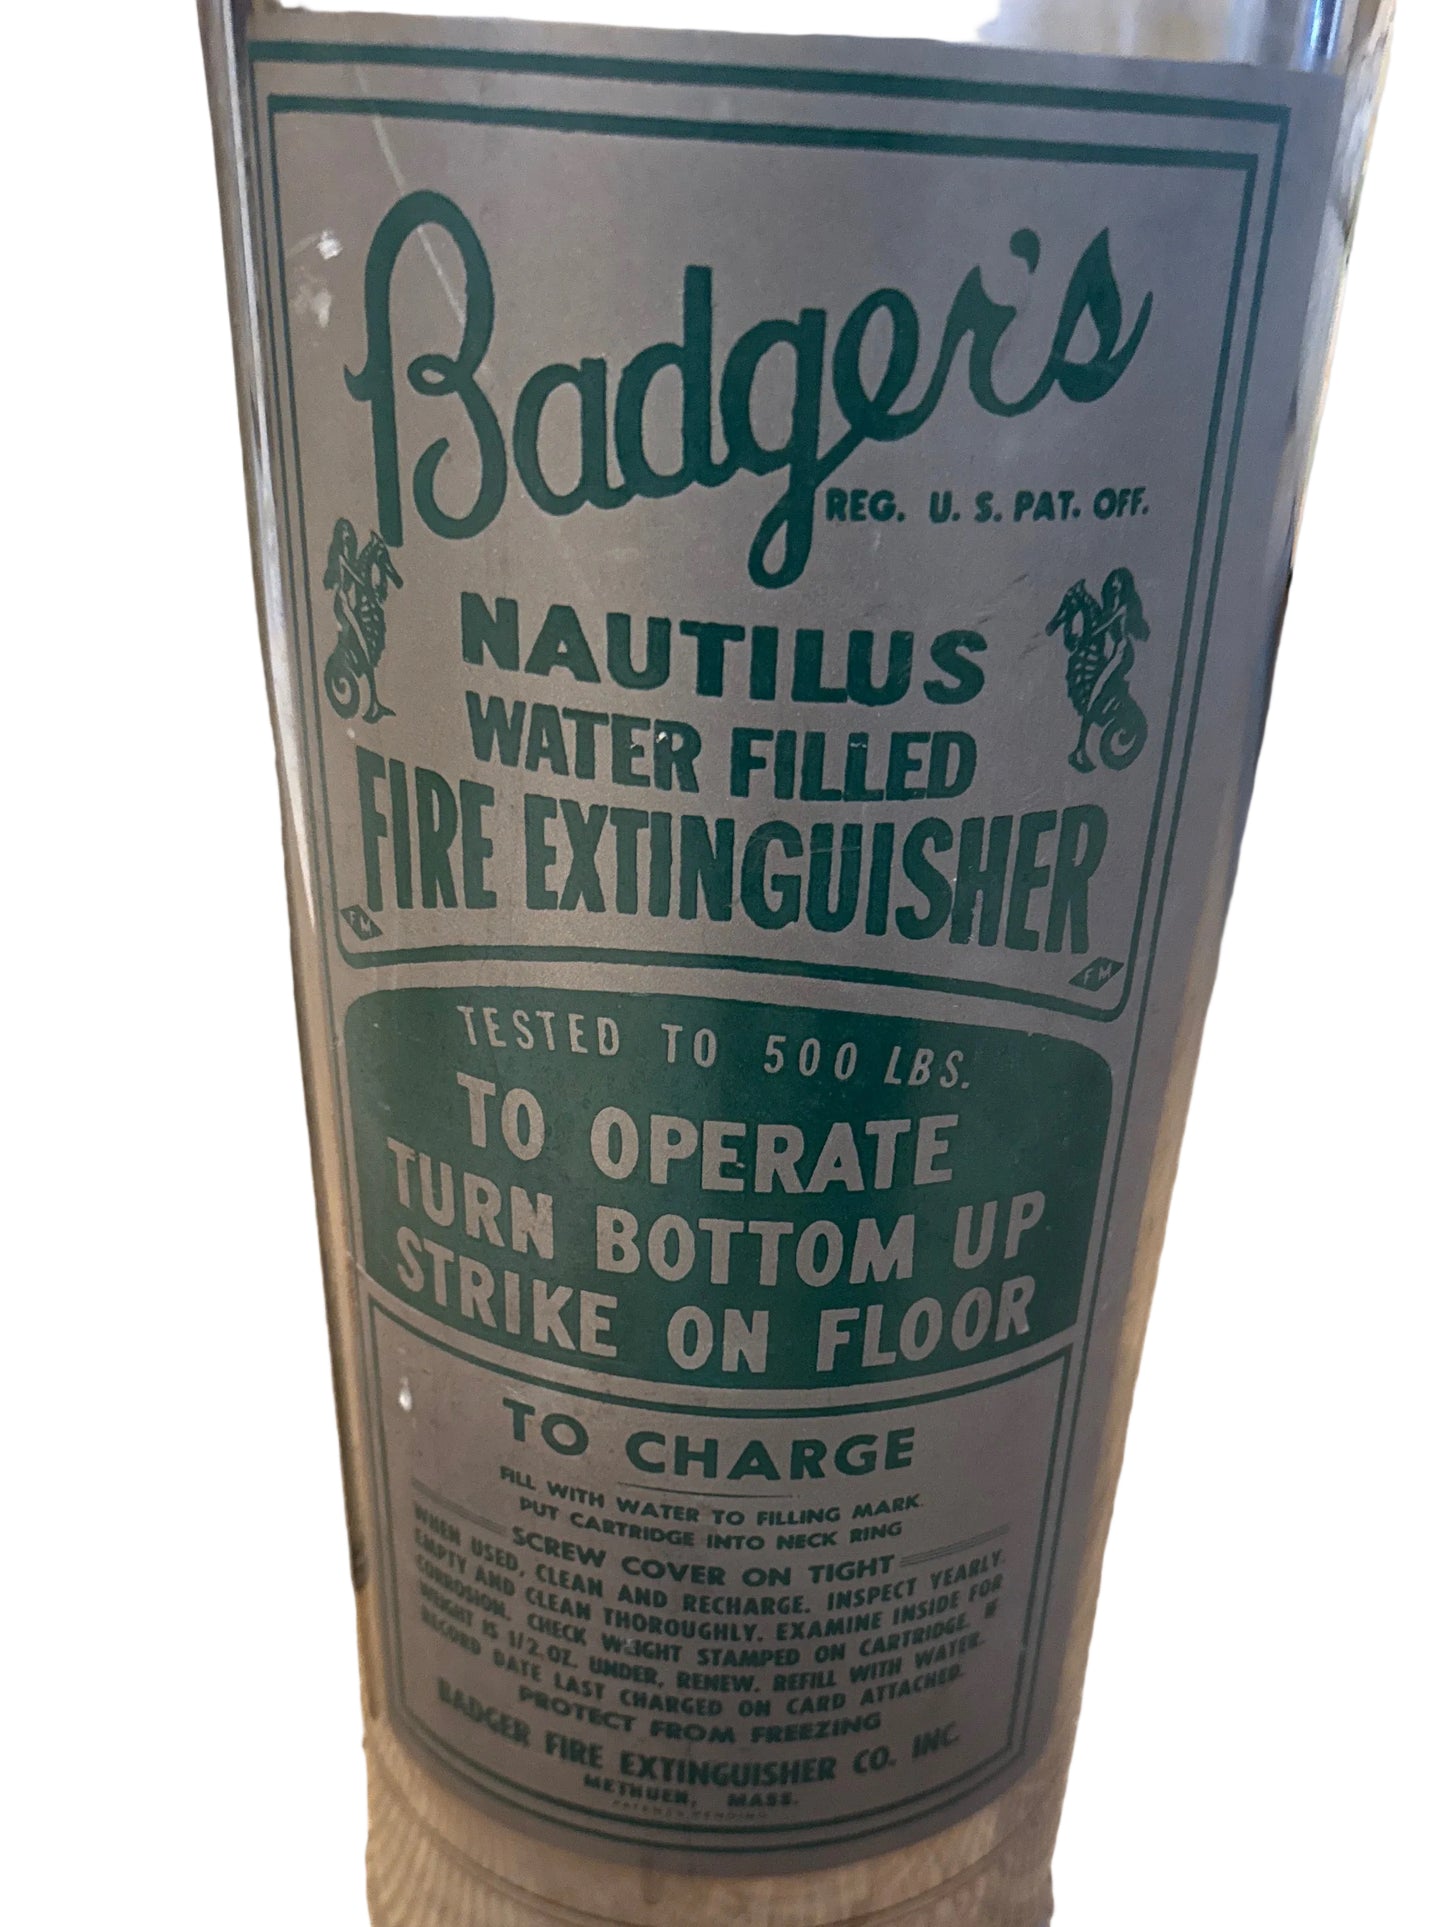 Badger's
REG. U. S. PAT. OFF.
NAUTILUS
WATER FILLED
FIRE EXTINGUISHER
FM
FM
TESTED TO 500 LBS.
TO OPERATE
TURN BOTTOM UP
STRIKE ON FLOOR
TO CHARGE
FILL WITH WATER TO FILLING MARK.
PUT CARTRIDGE INTO NECK RING
SCREW COVER ON TIGHT
WHEN USED, CLEAN AND RECHARGE. INSPECT YEARLY.
EMPTY AND CLEAN THOROUGHLY. EXAMINE INSIDE FOR
CORROSION. CHECK WEIGHT STAMPED ON CARTRIDGE. IF
WEIGHT IS 1/2 OZ. UNDER, RENEW. REFILL WITH WATER.
RECORD DATE LAST CHARGED ON CARD ATTACHED.
PROTECT FROM FREEZING
BADGER FIRE EXTINGUISHER CO. INC.
METHUEN, MASS.
PATENTS PENDING